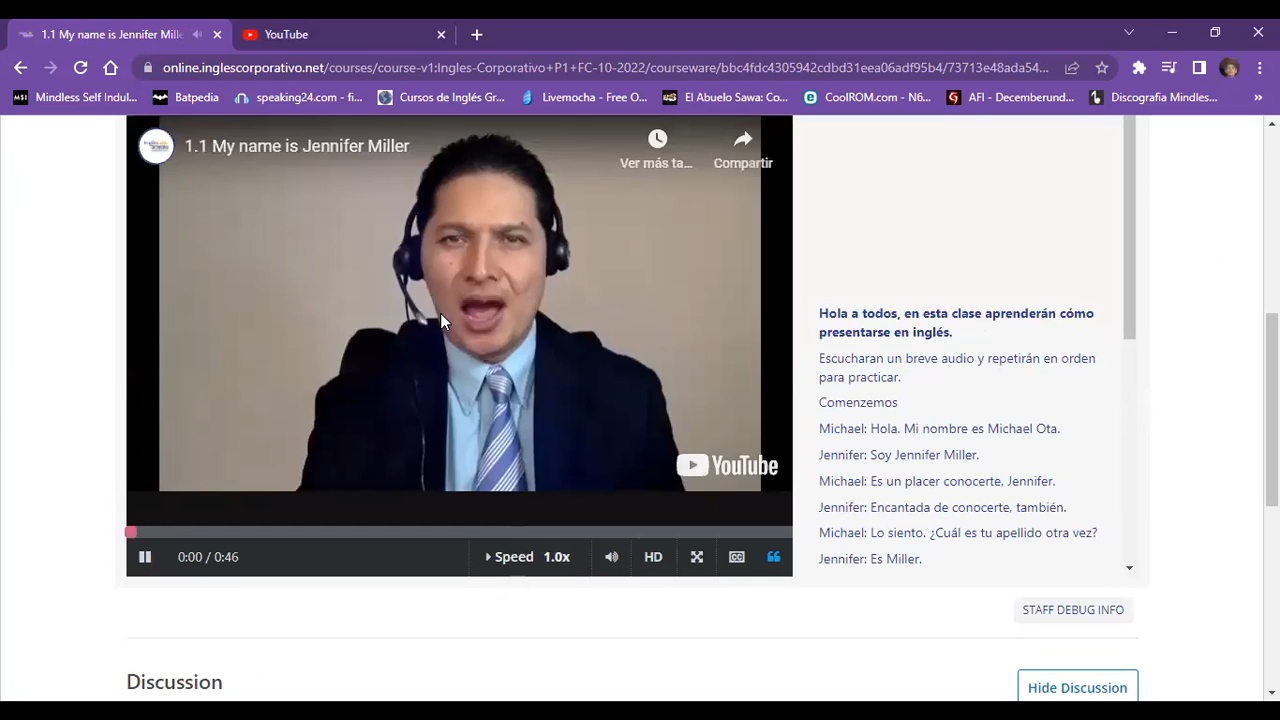 1.1 My name is Jennifer Mille
YouTube
online.inglescorporativo.net/courses/course-v1:Ingles-Corporativo+P1+FC-10-2022/courseware/bbc4fdc4305942cdbd31eea06adf95b4/73713e48ada54...
Mindless Self Indul...
Batpedia
speaking24.com - fi...
Cursos de Inglés Gr...
Livemocha - Free O...
El Abuelo Sawa: Co...
CoolROM.com - N6...
AFI - Decemberund...
Discografia Mindles...
»
1.1 My name is Jennifer Miller
Ver más ta...
Compartir
YouTube
0:00 / 0:46
Speed 1.0x
HD
CC
Hola a todos, en esta clase aprenderán cómo
presentarse en inglés.
Escucharan un breve audio y repetirán en orden
para practicar.
Comenzemos
Michael: Hola. Mi nombre es Michael Ota.
Jennifer: Soy Jennifer Miller.
Michael: Es un placer conocerte, Jennifer.
Jennifer: Encantada de conocerte, también.
Michael: Lo siento. ¿Cuál es tu apellido otra vez?
Jennifer: Es Miller.
STAFF DEBUG INFO
Discussion
Hide Discussion